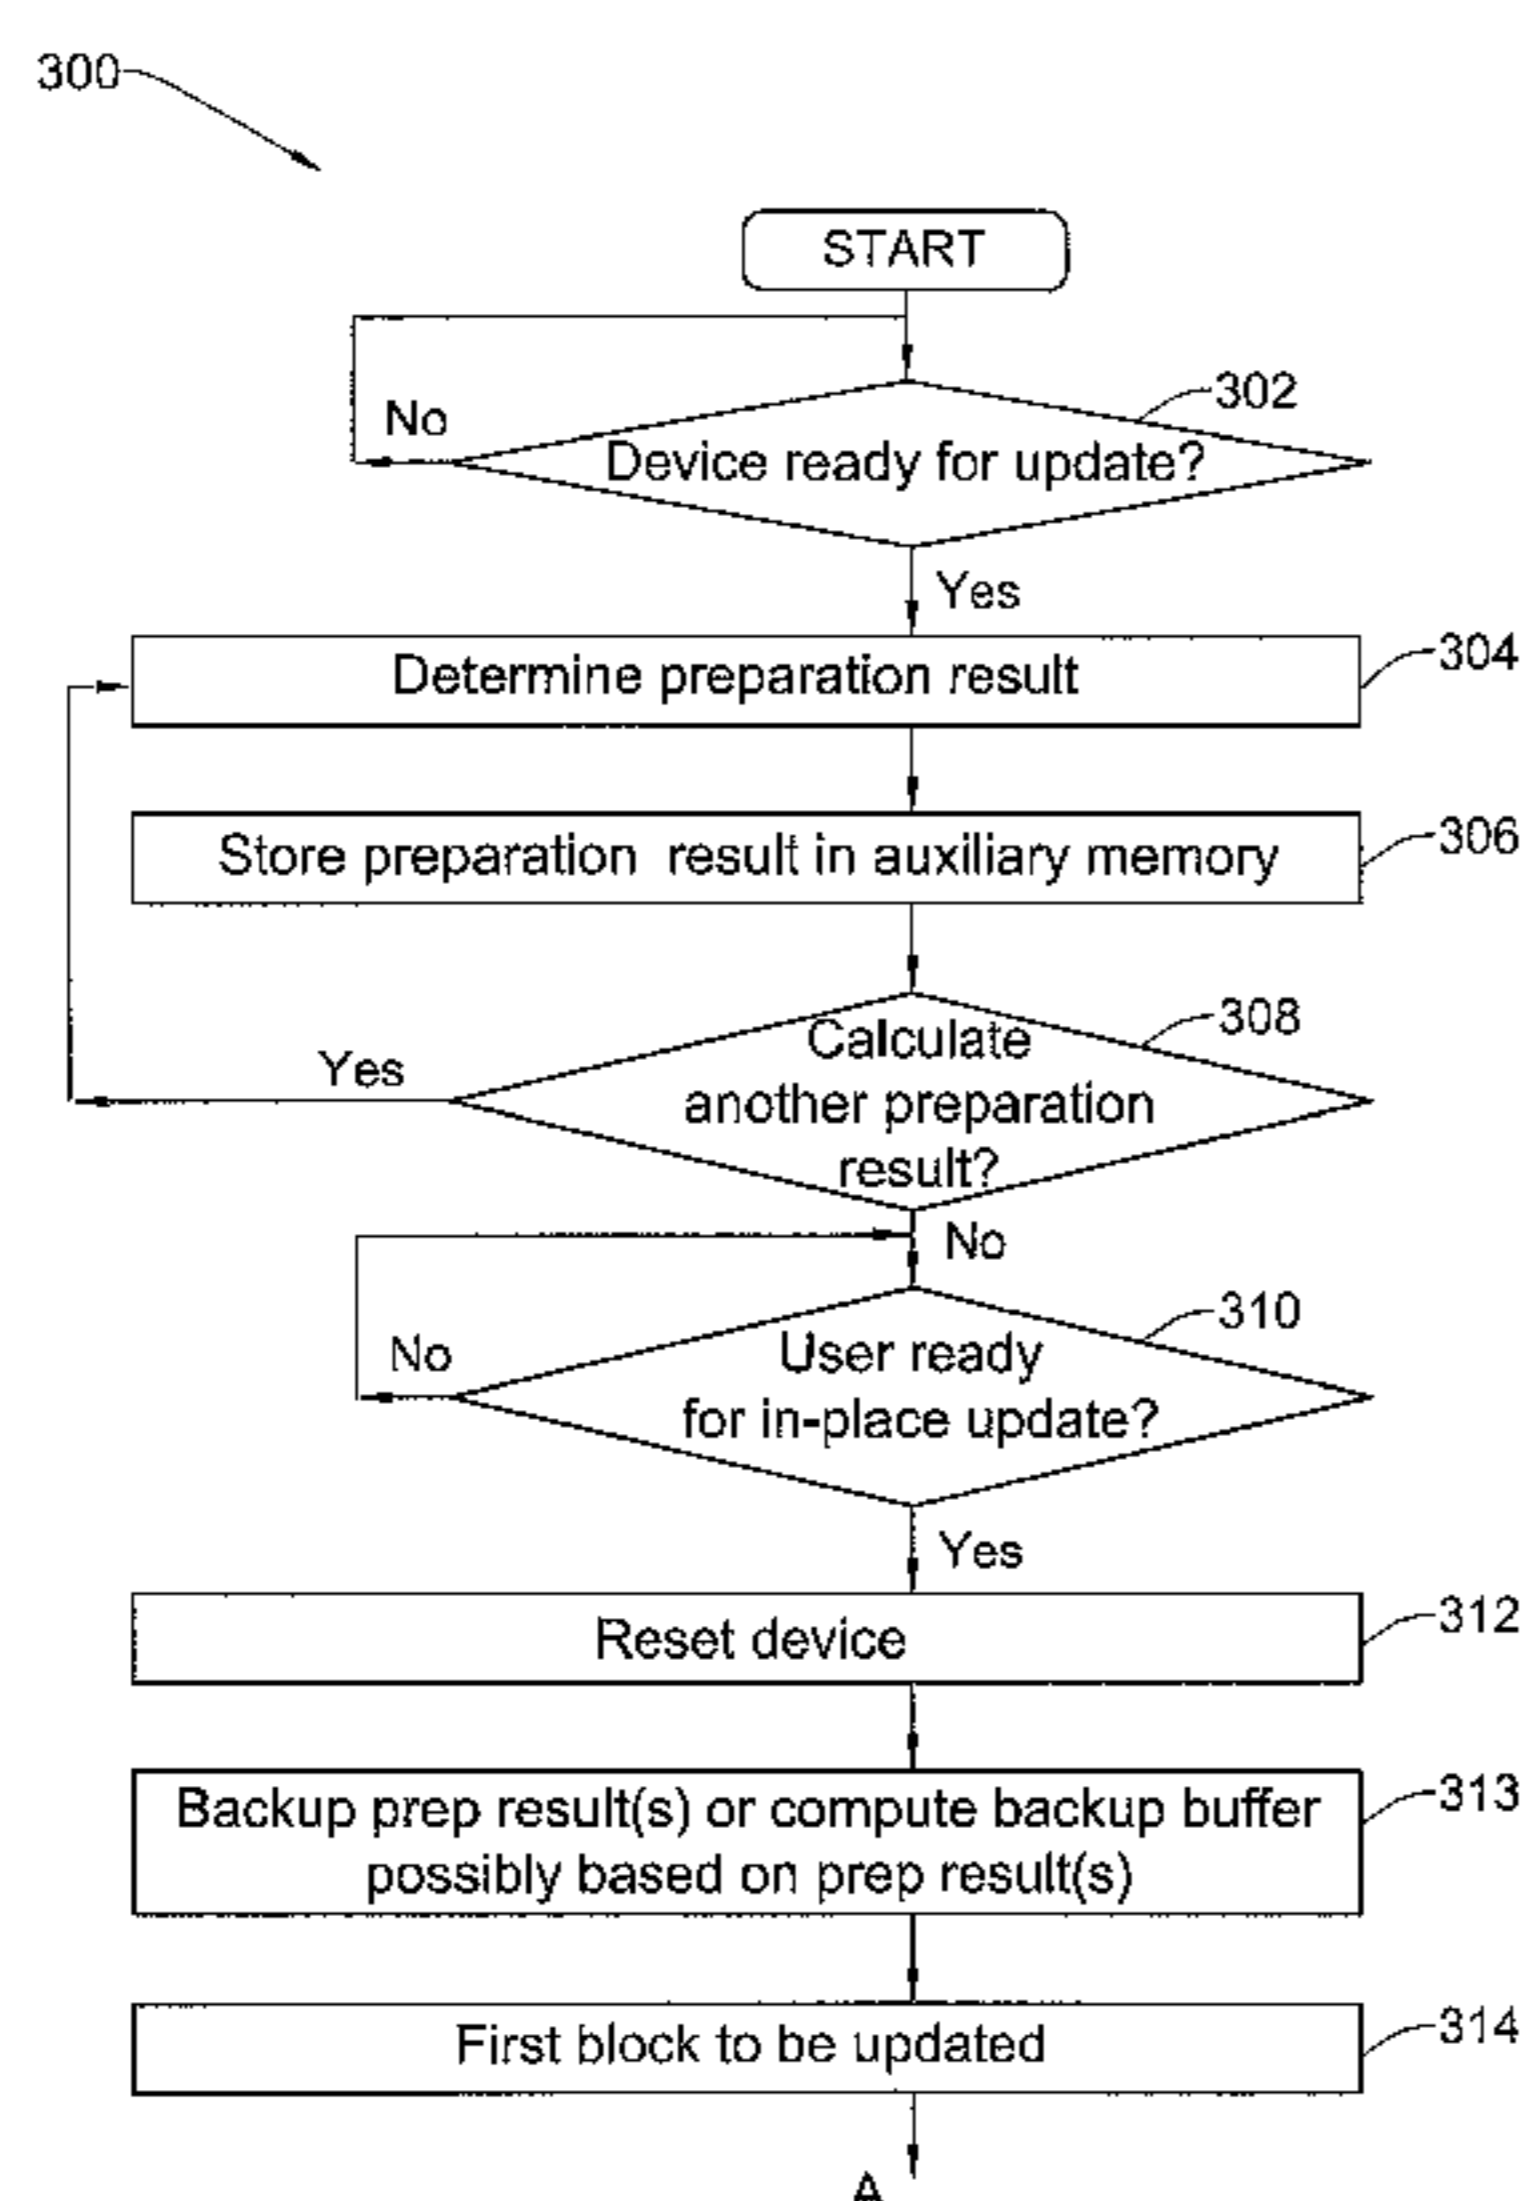 300
START
No
302
Device ready for update?
Yes
304
Determine preparation result
306
Store preparation result in auxiliary memory
308
Calculate
Yes
another preparation
result?
No
310
User ready
No
for in-place update?
Yes
312
Reset device
313
Backup prep result(s) or compute backup buffer
possibly based on prep result(s)
314
First block to be updated
A